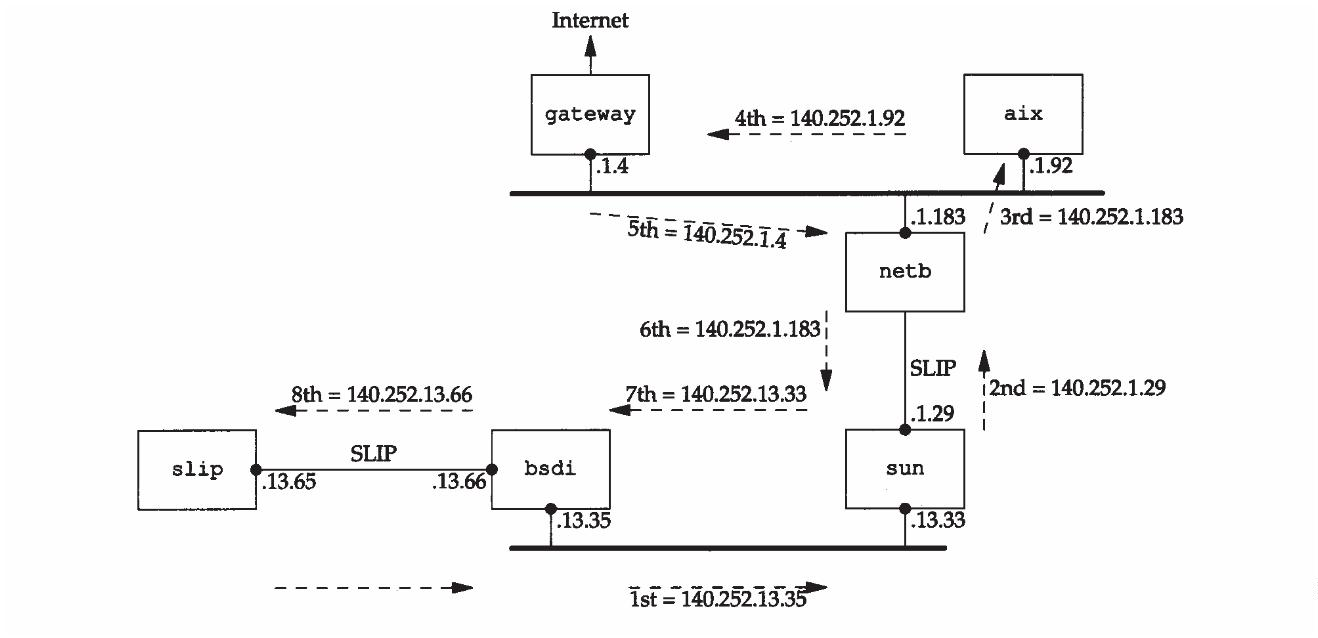 Internet
gateway
aix
4th = 140.252.1.92
.1.4
.1.92
5th = 140.252.1.4
.1.183
3rd = 140.252.1.183
netb
6th = 140.252.1.183
SLIP
8th = 140.252.13.66
7th = 140.252.13.33
2nd = 140.252.1.29
.1.29
slip
SLIP
bsdi
sun
.13.65
.13.66
.13.35
.13.33
1st = 140.252.13.35